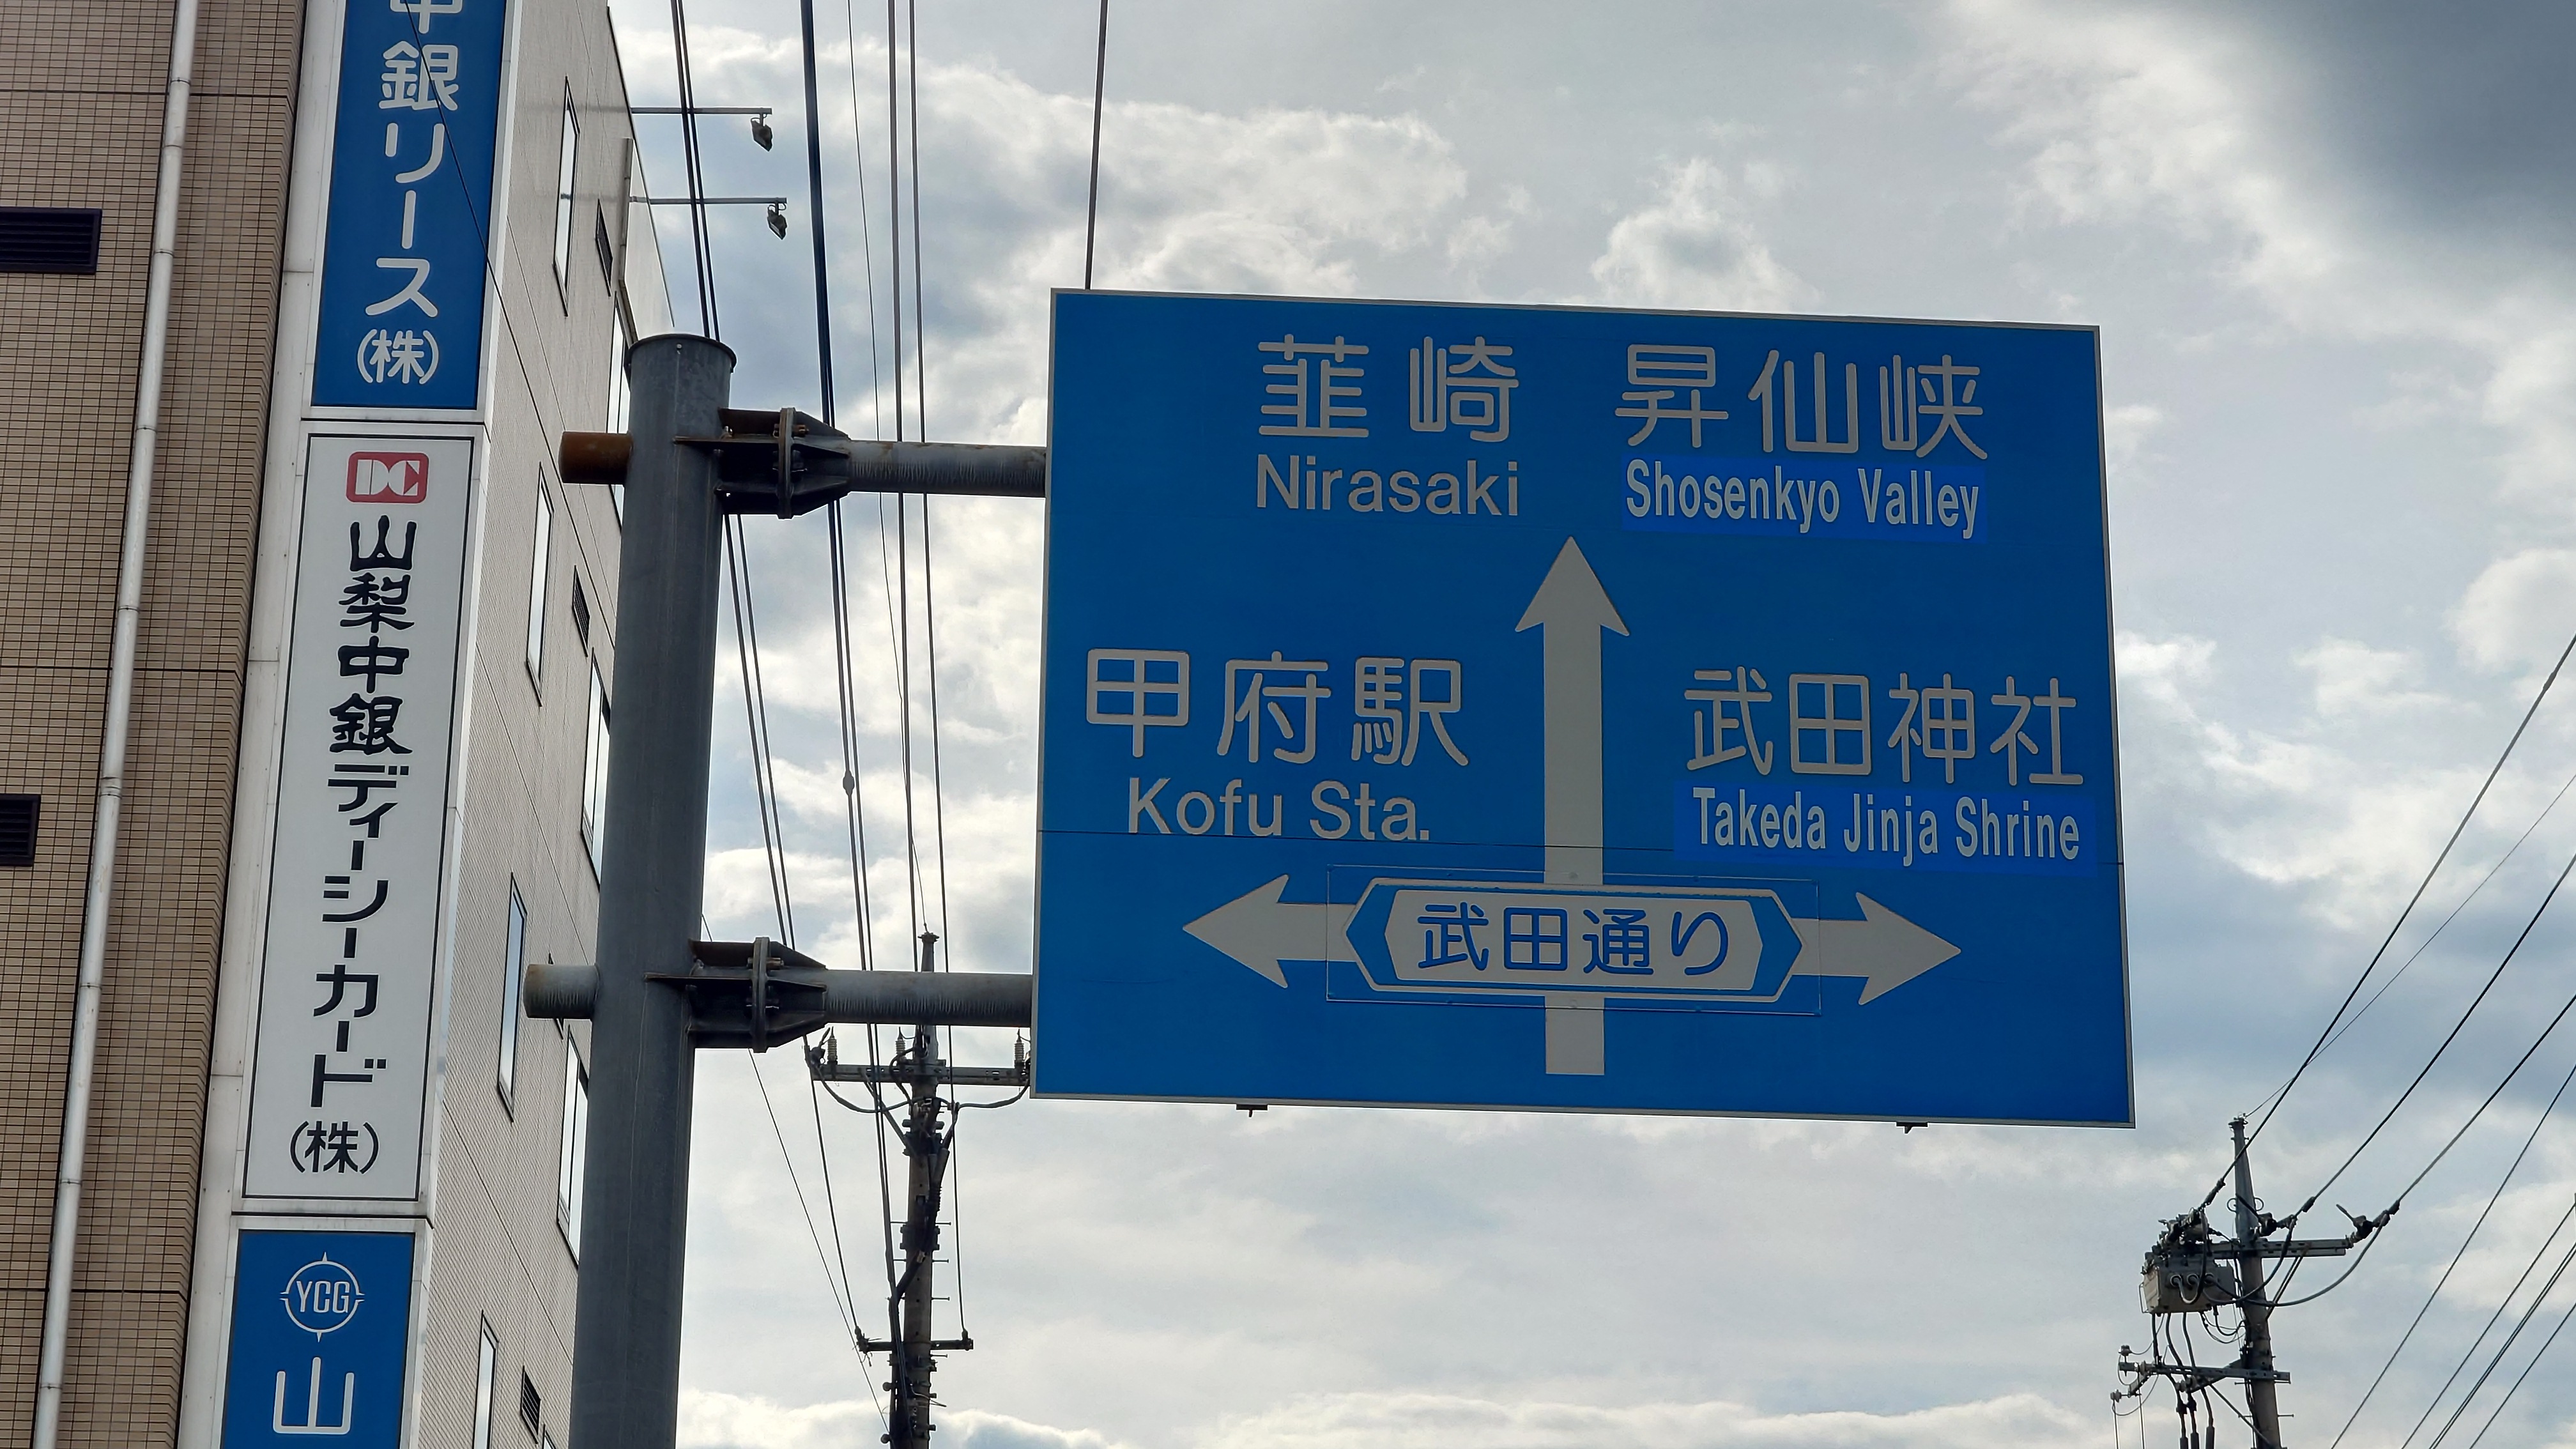 中銀リース(株)
DC
山梨中銀ディーシーカード(株)
YCG
山
韮崎 昇仙峡
Nirasaki Shosenkyo Valley
甲府駅 武田神社
Kofu Sta. Takeda Jinja Shrine
武田通り